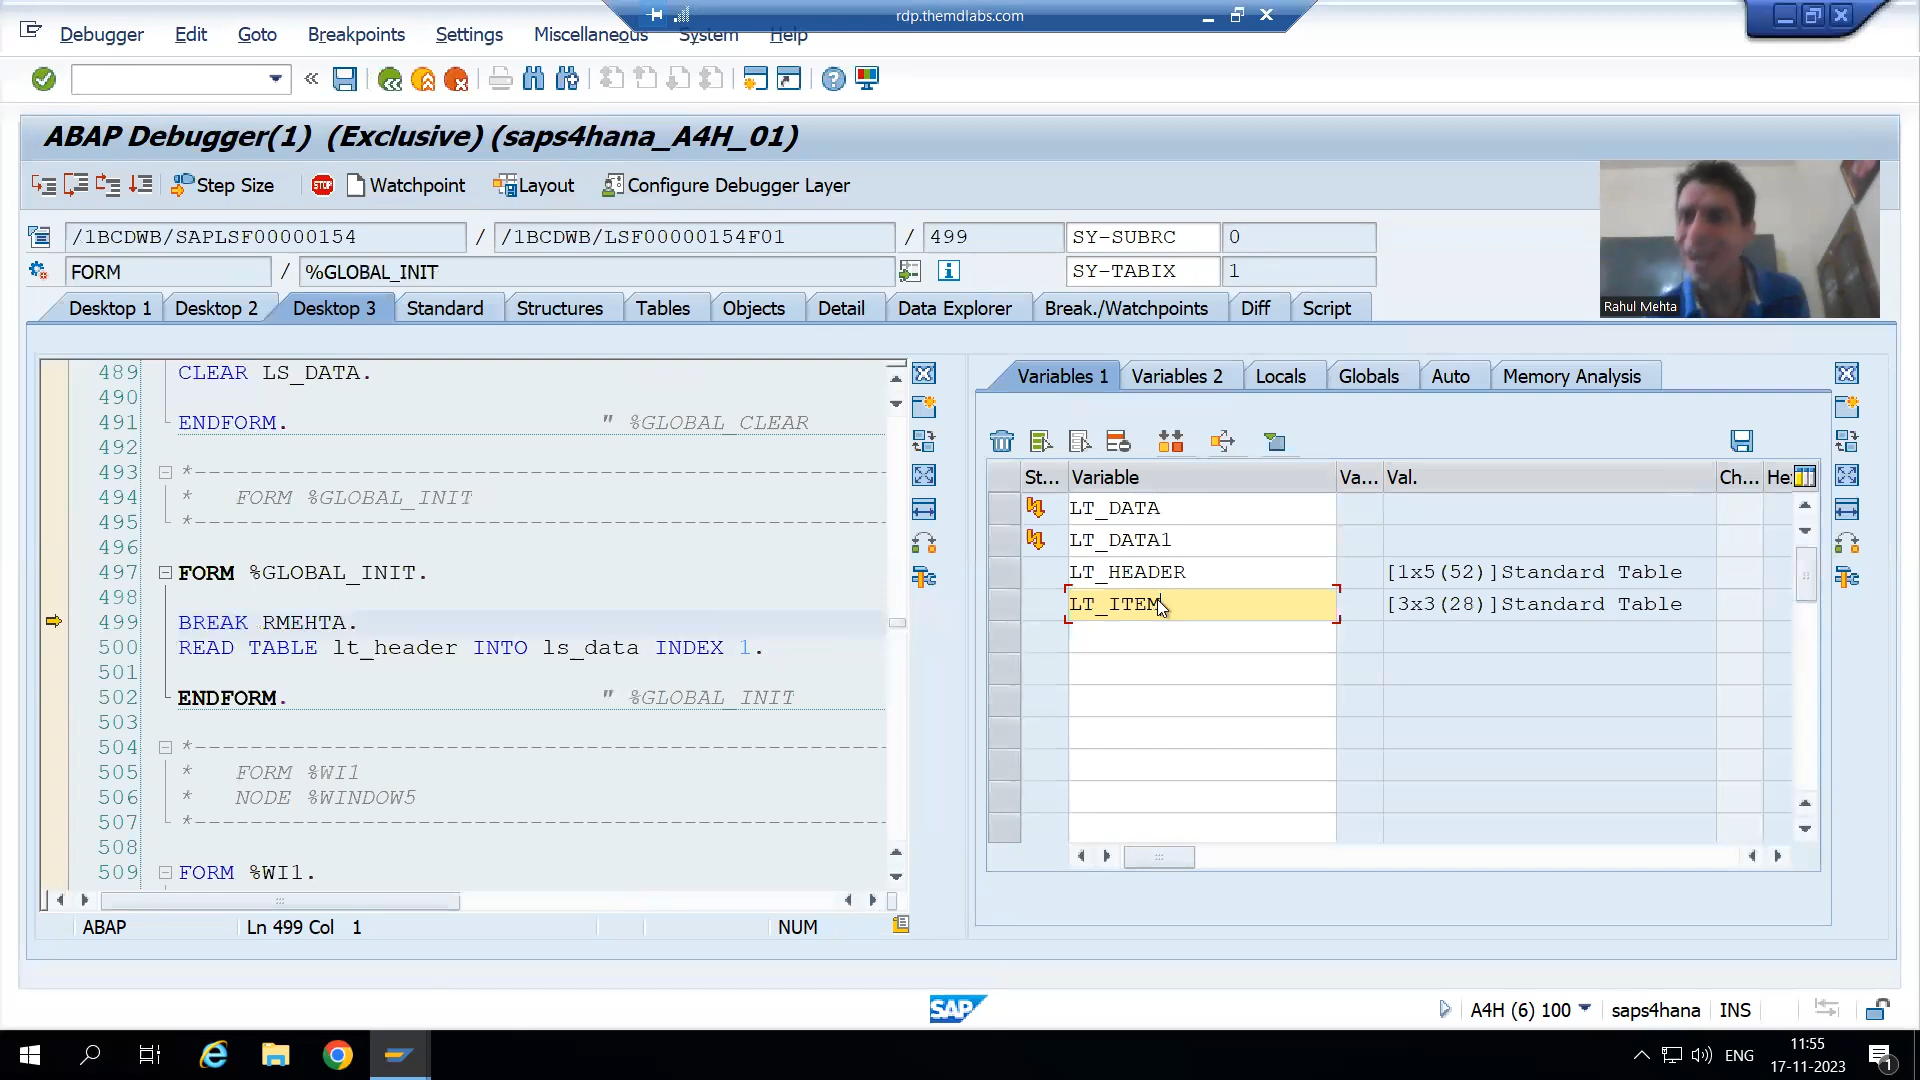 rdp.themdlabs.com
Debugger Edit Goto Breakpoints Settings Miscellaneous System Help
ABAP Debugger(1) (Exclusive) (saps4hana_A4H_01)
Step Size STOP Watchpoint Layout Configure Debugger Layer
/1BCDWB/SAPLSF00000154 / /1BCDWB/LSF00000154F01 / 499 SY-SUBRC 0
FORM / %GLOBAL_INIT SY-TABIX 1
Rahul Mehta
Desktop 1 Desktop 2 Desktop 3 Standard Structures Tables Objects Detail Data Explorer Break./Watchpoints Diff Script
489 CLEAR LS_DATA.
490
491 ENDFORM. " %GLOBAL_CLEAR
492
493 *----------------------------------------------------
494 * FORM %GLOBAL_INIT
495 *----------------------------------------------------
496
497 FORM %GLOBAL_INIT.
498
499 BREAK RMEHTA.
500 READ TABLE lt_header INTO ls_data INDEX 1.
501
502 ENDFORM. " %GLOBAL_INIT
503
504 *----------------------------------------------------
505 * FORM %WI1
506 * NODE %WINDOW5
507 *----------------------------------------------------
508
509 FORM %WI1.
ABAP Ln 499 Col 1 NUM
Variables 1 Variables 2 Locals Globals Auto Memory Analysis
St... Variable Va... Val. Ch... He
LT_DATA
LT_DATA1
LT_HEADER [1x5(52)]Standard Table
LT_ITEM [3x3(28)]Standard Table
SAP
A4H (6) 100 saps4hana INS
ENG
11:55
17-11-2023
1